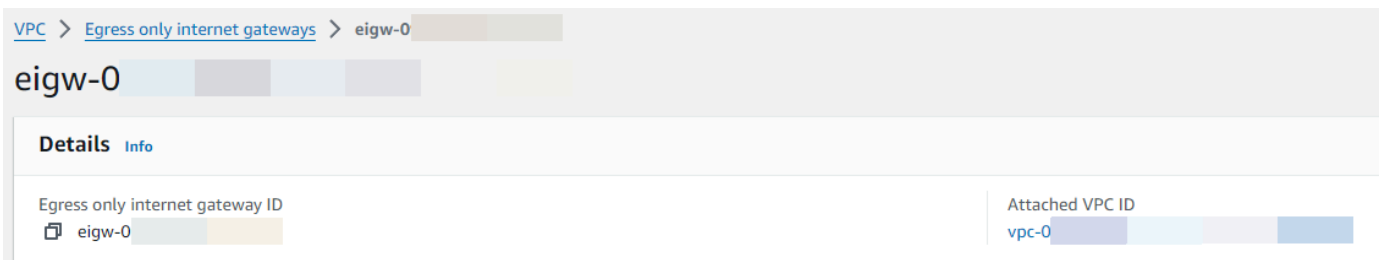 VPC > Egress only internet gateways > eigw-0
eigw-0
Details Info
Egress only internet gateway ID
eigw-0
Attached VPC ID
vpc-0